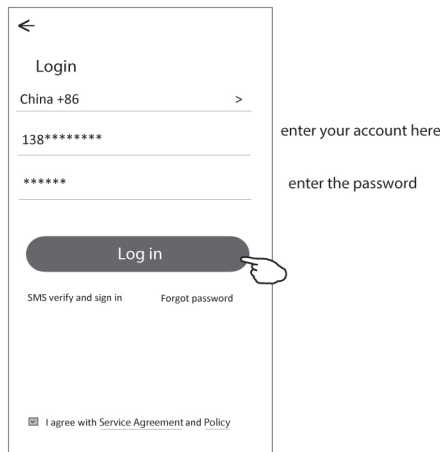 Login
China +86 >
138********
enter your account here
******
enter the password
Log in
SMS verify and sign in Forgot password
I agree with Service Agreement and Policy